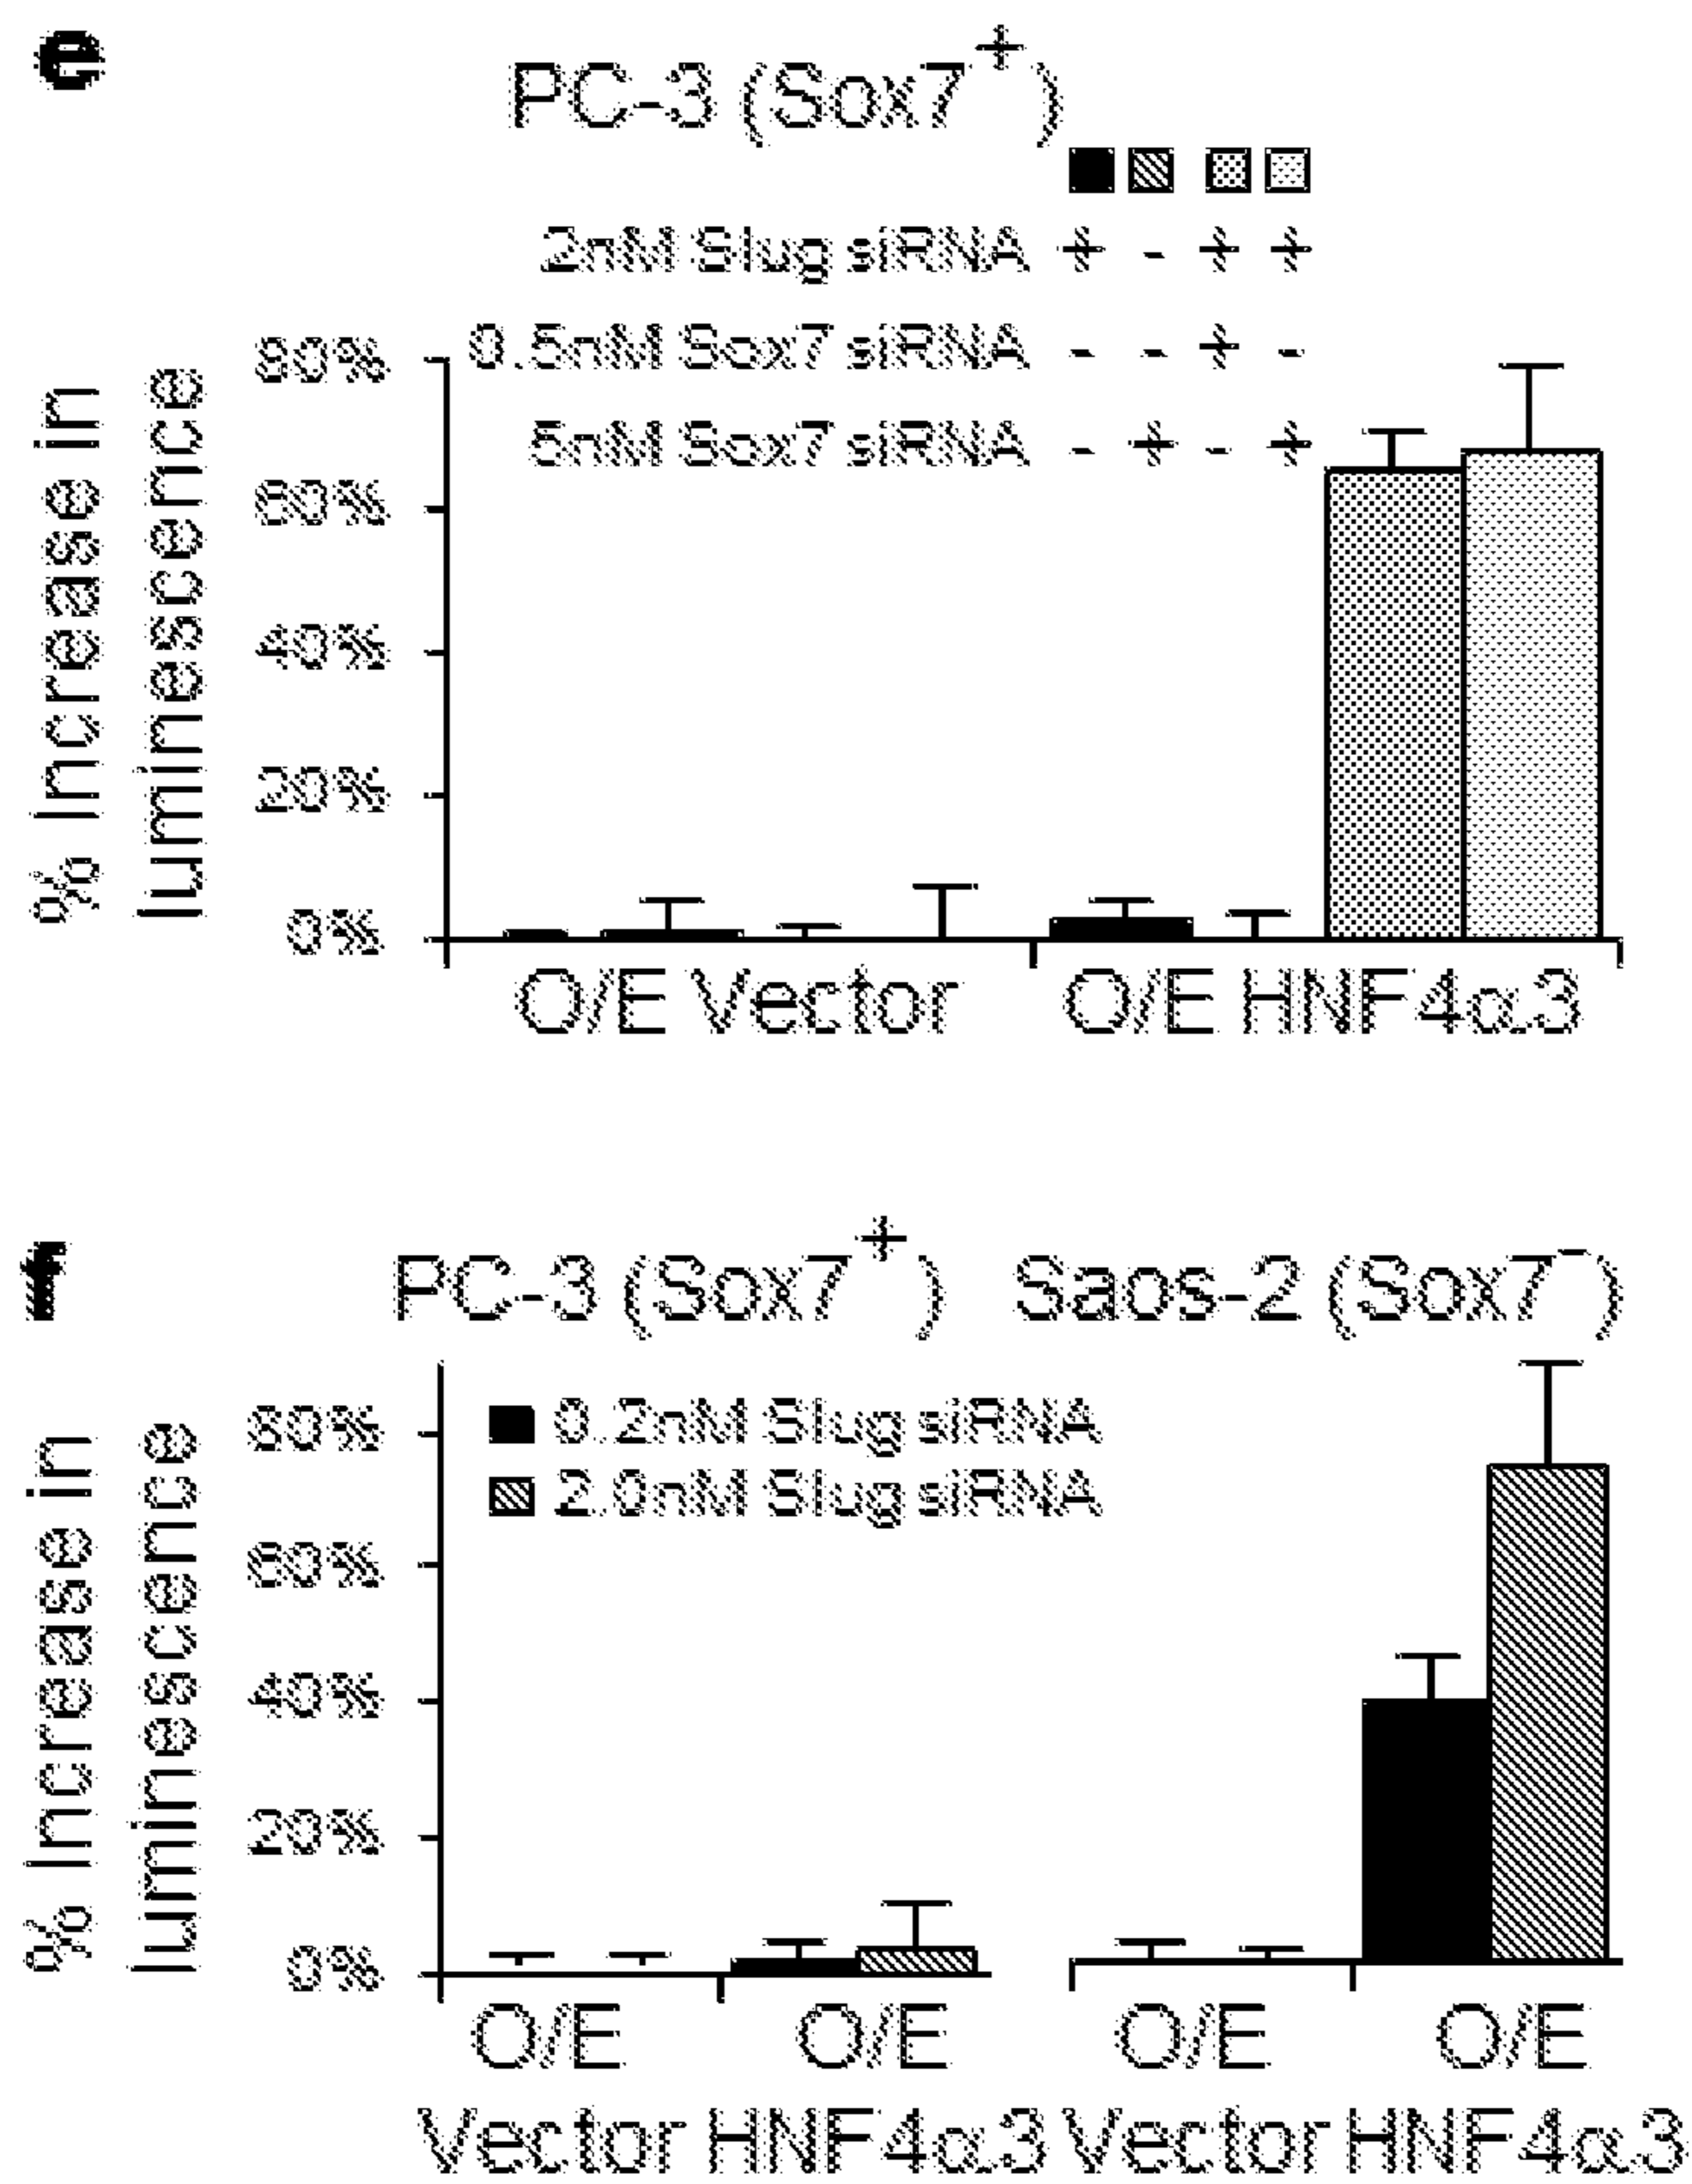 e
PC-3 (Sox7+)
2nM Slug siRNA + - + +
0.5nM Sox7 siRNA - - + -
5nM Sox7 siRNA - + - +
% Increase in
luminescence
80%
60%
40%
20%
0%
O/E Vector O/E HNF4α3
f
PC-3 (Sox7+) Saos-2 (Sox7−)
0.2nM Slug siRNA
2.0nM Slug siRNA
% Increase in
luminescence
80%
60%
40%
20%
0%
O/E O/E O/E O/E
Vector HNF4α3 Vector HNF4α3